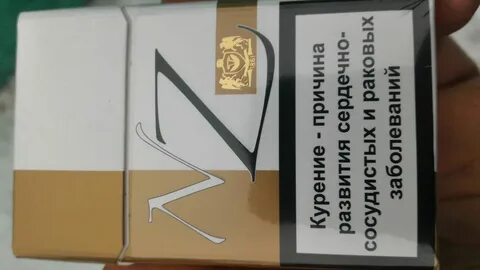 NZ
Курение - причина
развития сердечно-
сосудистых и раковых
заболеваний